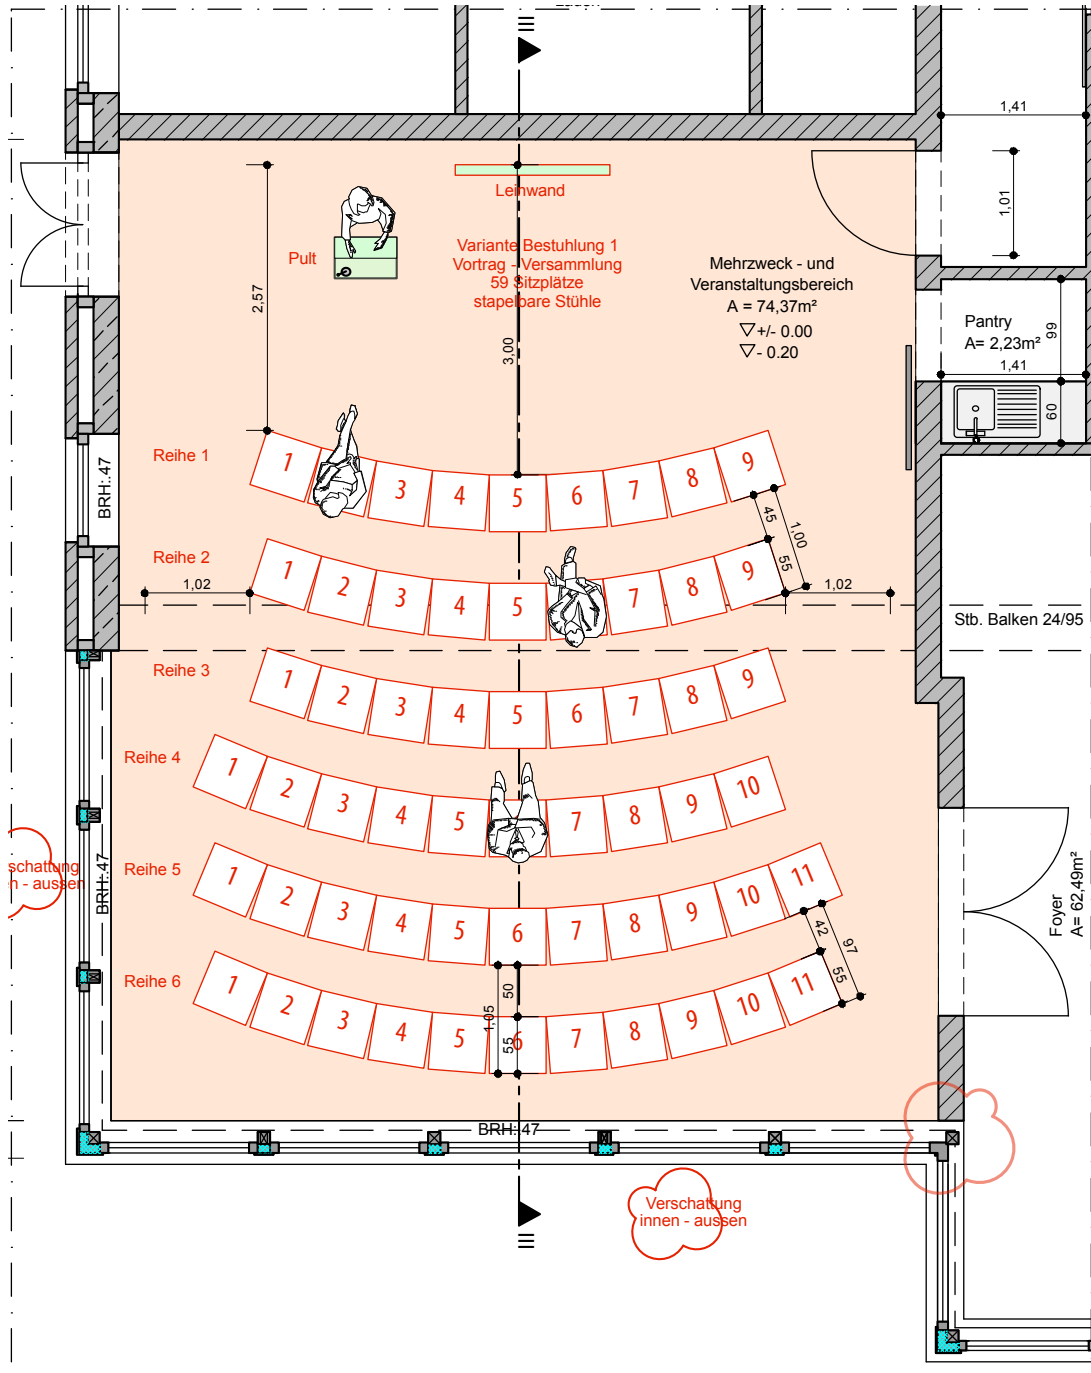 III
1,41
1,01
Leinwand
Pult
Variante Bestuhlung 1
Vortrag - Versammlung
59 Sitzplätze
stapelbare Stühle
Mehrzweck - und
Veranstaltungsbereich
A = 74,37m²
+/- 0.00
- 0.20
2,57
3,00
Pantry
A= 2,23m²
99
1,41
60
BRH:.47
Reihe 1
1 3 4 5 6 7 8 9
45
1,00
55
Reihe 2
1 2 3 4 5 7 8 9
1,02
1,02
Stb. Balken 24/95
Reihe 3
1 2 3 4 5 6 7 8 9
Reihe 4
1 2 3 4 5 7 8 9 10
schattung
n - aussen
BRH:.47
Reihe 5
1 2 3 4 5 6 7 8 9 10 11
42
97
55
Foyer
A= 62,49m²
Reihe 6
1 2 3 4 5 6 7 8 9 10 11
50
1,05
55
BRH:.47
Verschattung
innen - aussen
III